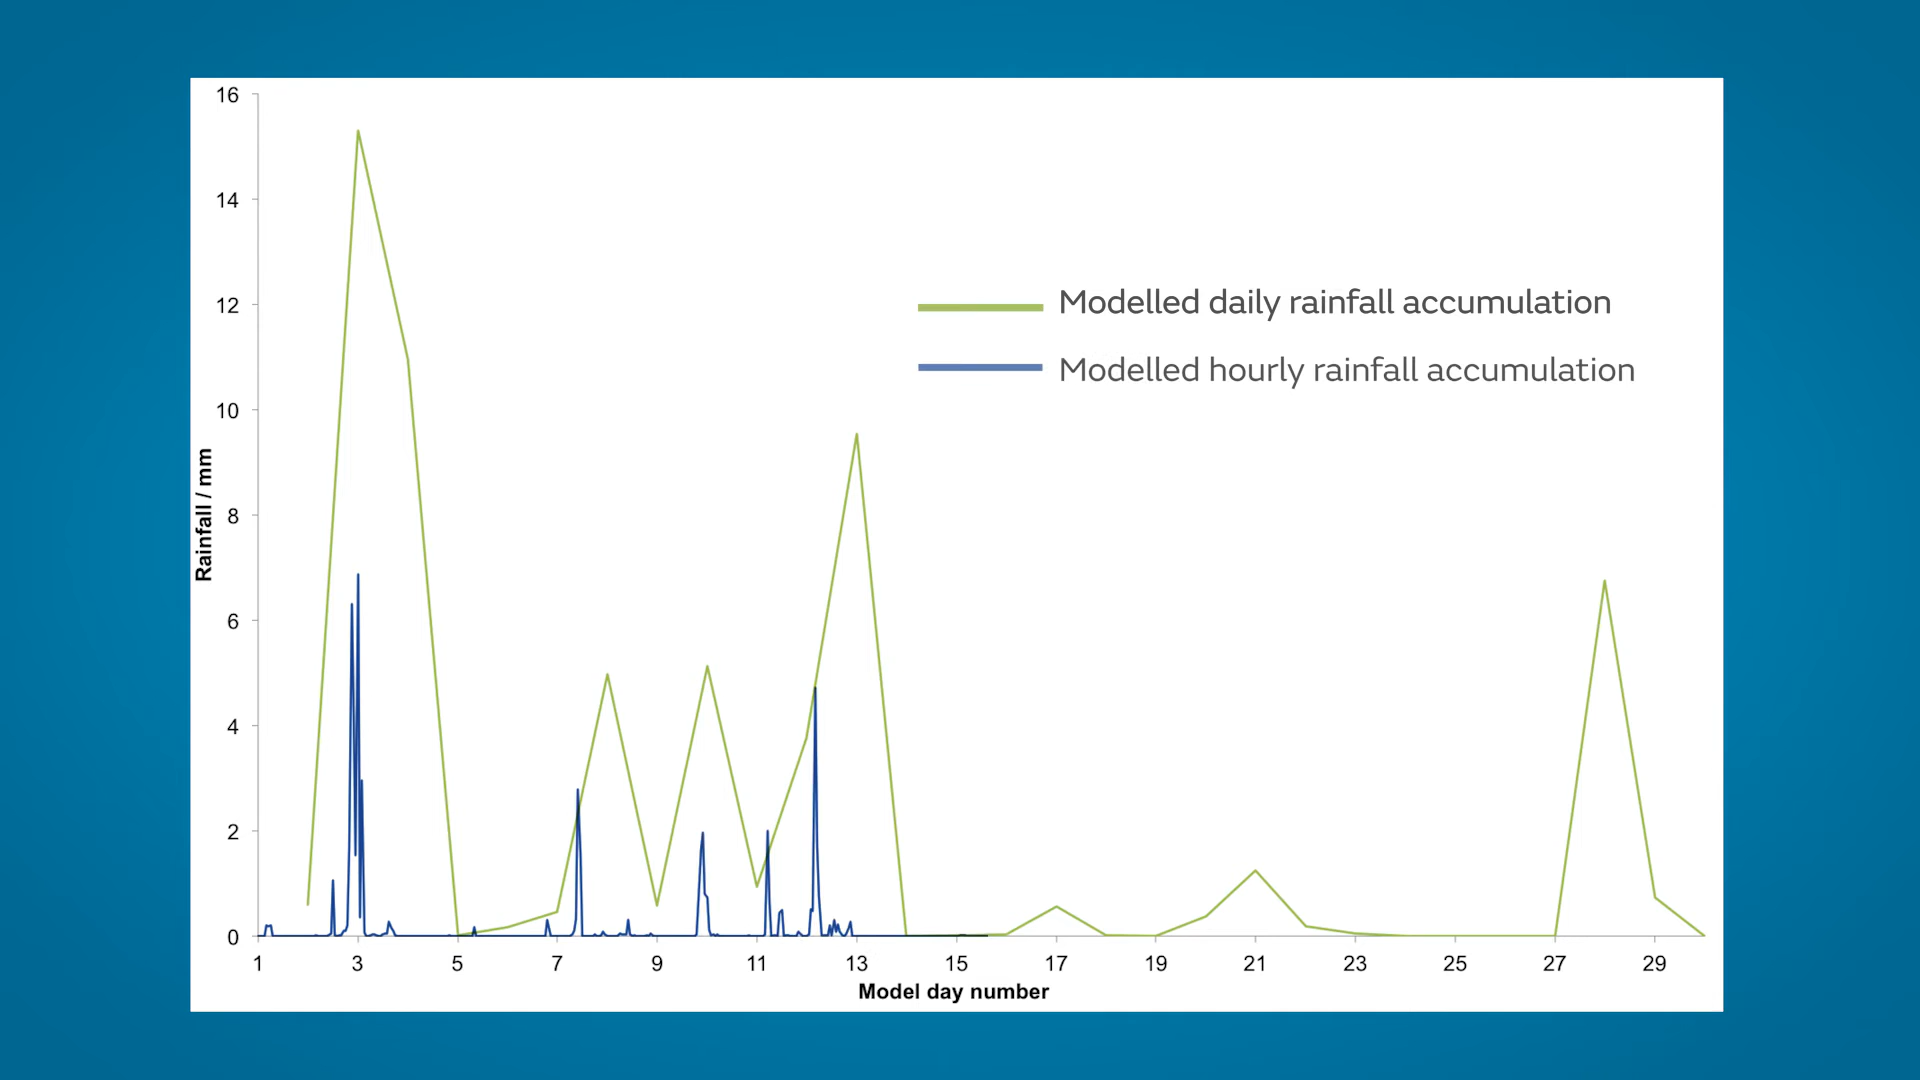 16
14
12
10
8
6
4
2
0
Rainfall / mm
Modelled daily rainfall accumulation
Modelled hourly rainfall accumulation
1 3 5 7 9 11 13 15 17 19 21 23 25 27 29
Model day number